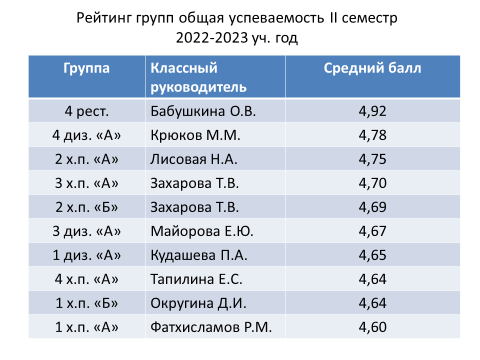 Рейтинг групп общая успеваемость II семестр
2022-2023 уч. год
Группа Классный руководитель Средний балл
4 рест. Бабушкина О.В. 4,92
4 диз. «А» Крюков М.М. 4,78
2 х.п. «А» Лисовая Н.А. 4,75
3 х.п. «А» Захарова Т.В. 4,70
2 х.п. «Б» Захарова Т.В. 4,69
3 диз. «А» Майорова Е.Ю. 4,67
1 диз. «А» Кудашева П.А. 4,65
4 х.п. «А» Тапилина Е.С. 4,64
1 х.п. «Б» Округина Д.И. 4,64
1 х.п. «А» Фатхисламов Р.М. 4,60